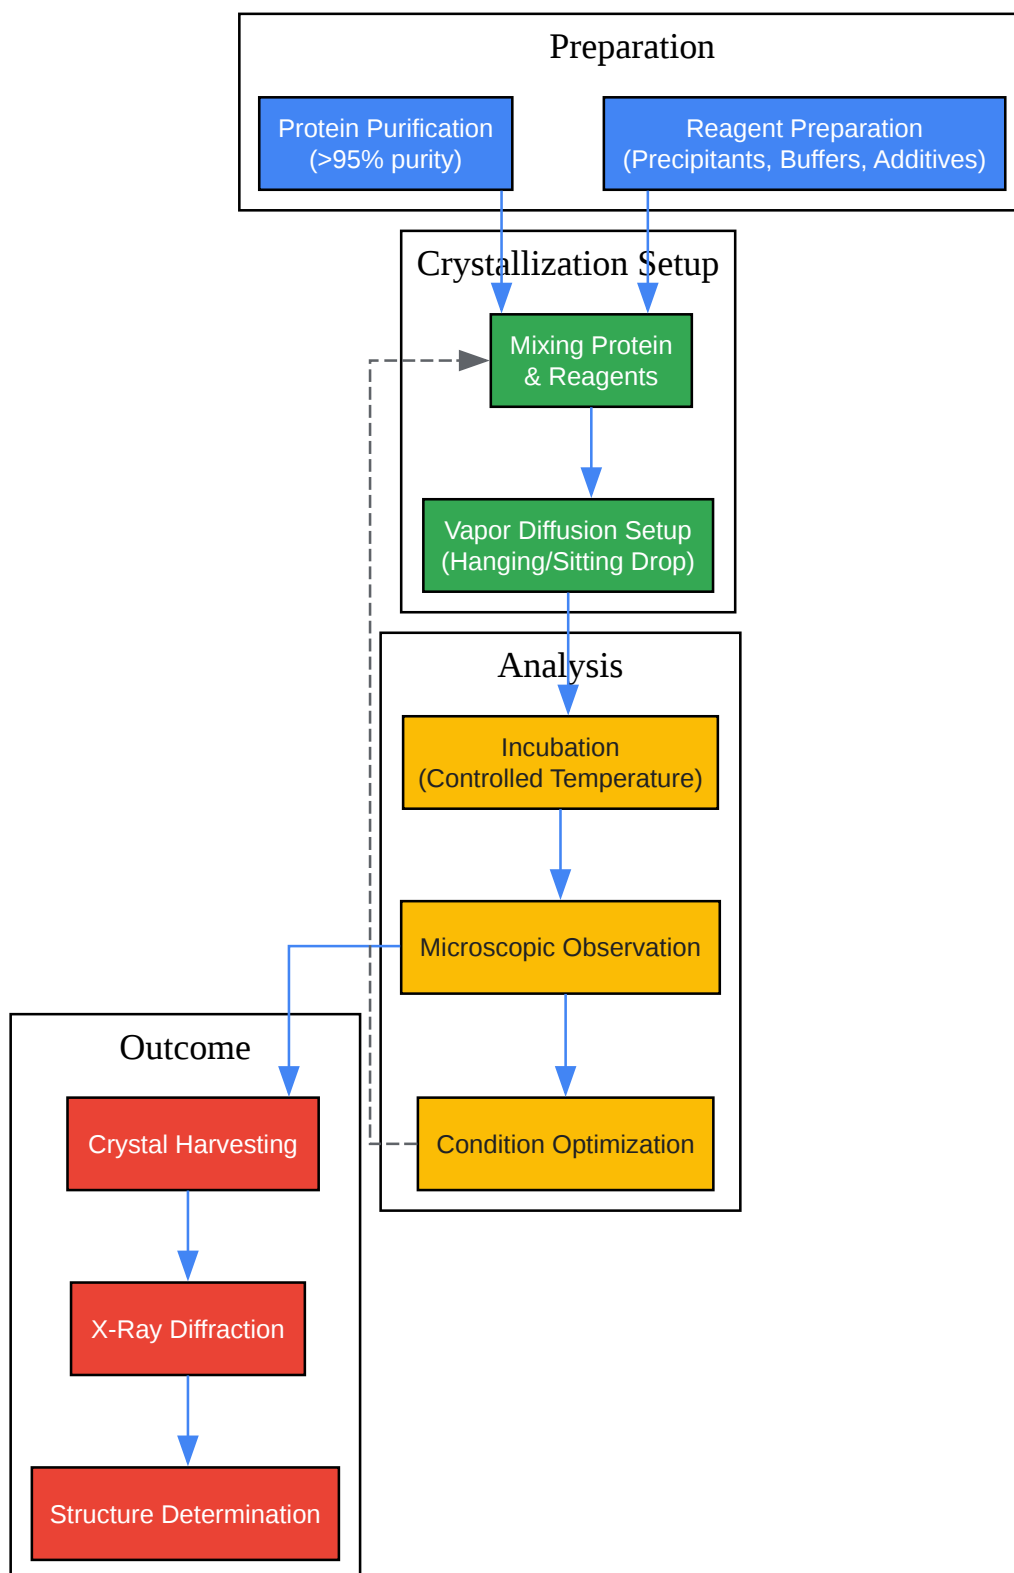 Preparation
Protein Purification
(>95% purity)
Reagent Preparation
(Precipitants, Buffers, Additives)
Crystallization Setup
Mixing Protein
& Reagents
Vapor Diffusion Setup
(Hanging/Sitting Drop)
Analysis
Incubation
(Controlled Temperature)
Microscopic Observation
Condition Optimization
Outcome
Crystal Harvesting
X-Ray Diffraction
Structure Determination